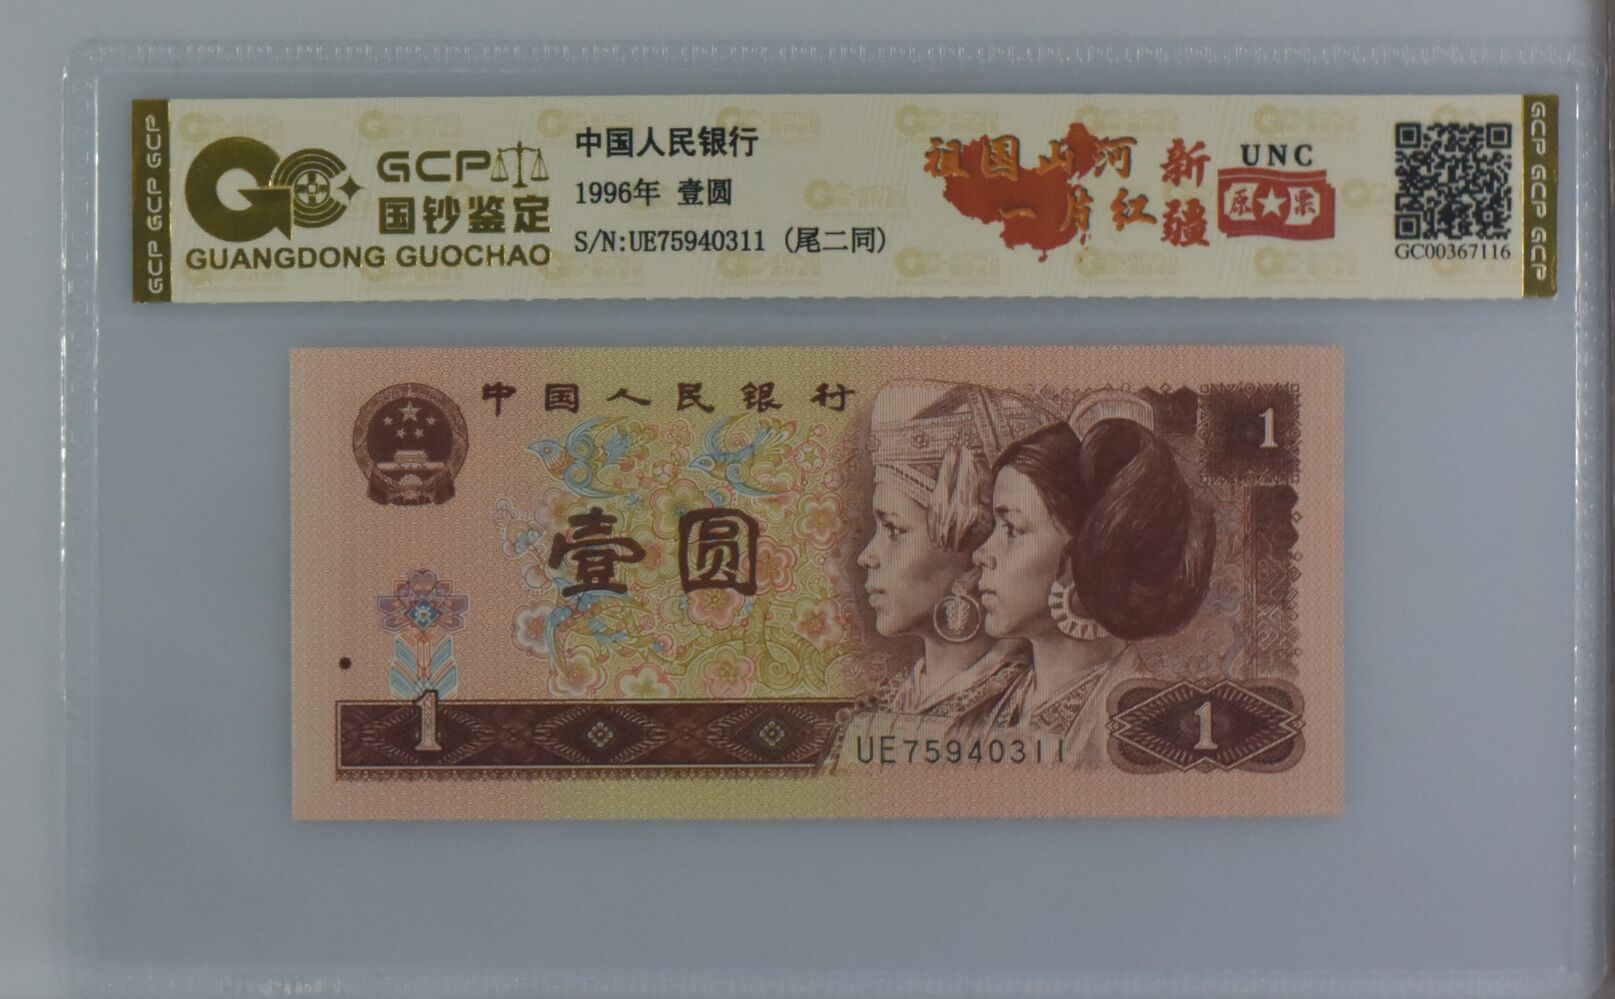 GCP GCP GCP
GCP
国钞鉴定
GUANGDONG GUOCHAO
中国人民银行
1996年 壹圆
S/N:UE75940311 (尾二同)
祖国山河
一片红
新疆
UNC
原★票
GC00367116
GCP GCP GCP
中国人民银行
1
壹圆
1
UE75940311
1